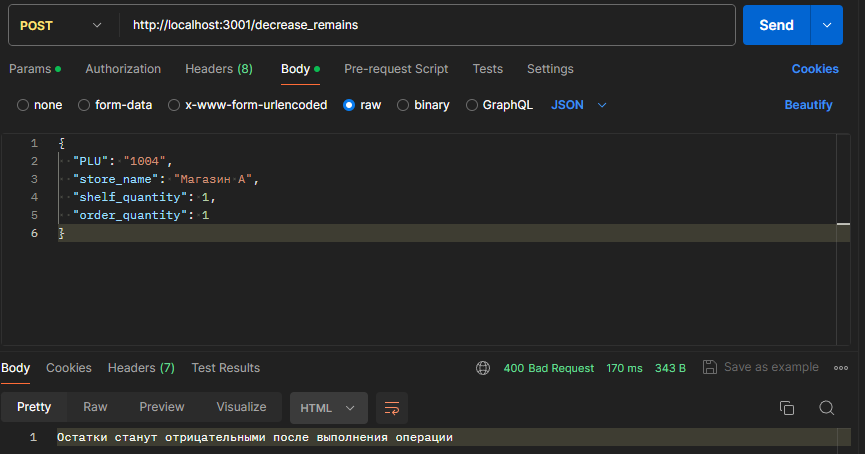 POST http://localhost:3001/decrease_remains Send
Params Authorization Headers (8) Body Pre-request Script Tests Settings Cookies
none form-data x-www-form-urlencoded raw binary GraphQL JSON Beautify
1 {
2 "PLU": "1004",
3 "store_name": "Магазин А",
4 "shelf_quantity": 1,
5 "order_quantity": 1
6 }
Body Cookies Headers (7) Test Results 400 Bad Request 170 ms 343 B Save as example
Pretty Raw Preview Visualize HTML
1 Остатки станут отрицательными после выполнения операции